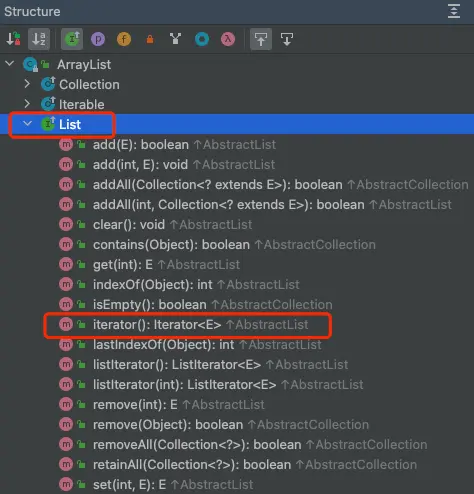 Structure
ArrayList
Collection
Iterable
List
add(E): boolean ↑AbstractList
add(int, E): void ↑AbstractList
addAll(Collection<? extends E>): boolean ↑AbstractCollection
addAll(int, Collection<? extends E>): boolean ↑AbstractList
clear(): void ↑AbstractList
contains(Object): boolean ↑AbstractCollection
get(int): E ↑AbstractList
indexOf(Object): int ↑AbstractList
isEmpty(): boolean ↑AbstractCollection
iterator(): Iterator<E> ↑AbstractList
lastIndexOf(Object): int ↑AbstractList
listIterator(): ListIterator<E> ↑AbstractList
listIterator(int): ListIterator<E> ↑AbstractList
remove(int): E ↑AbstractList
remove(Object): boolean ↑AbstractCollection
removeAll(Collection<?>): boolean ↑AbstractCollection
retainAll(Collection<?>): boolean ↑AbstractCollection
set(int, E): E ↑AbstractList